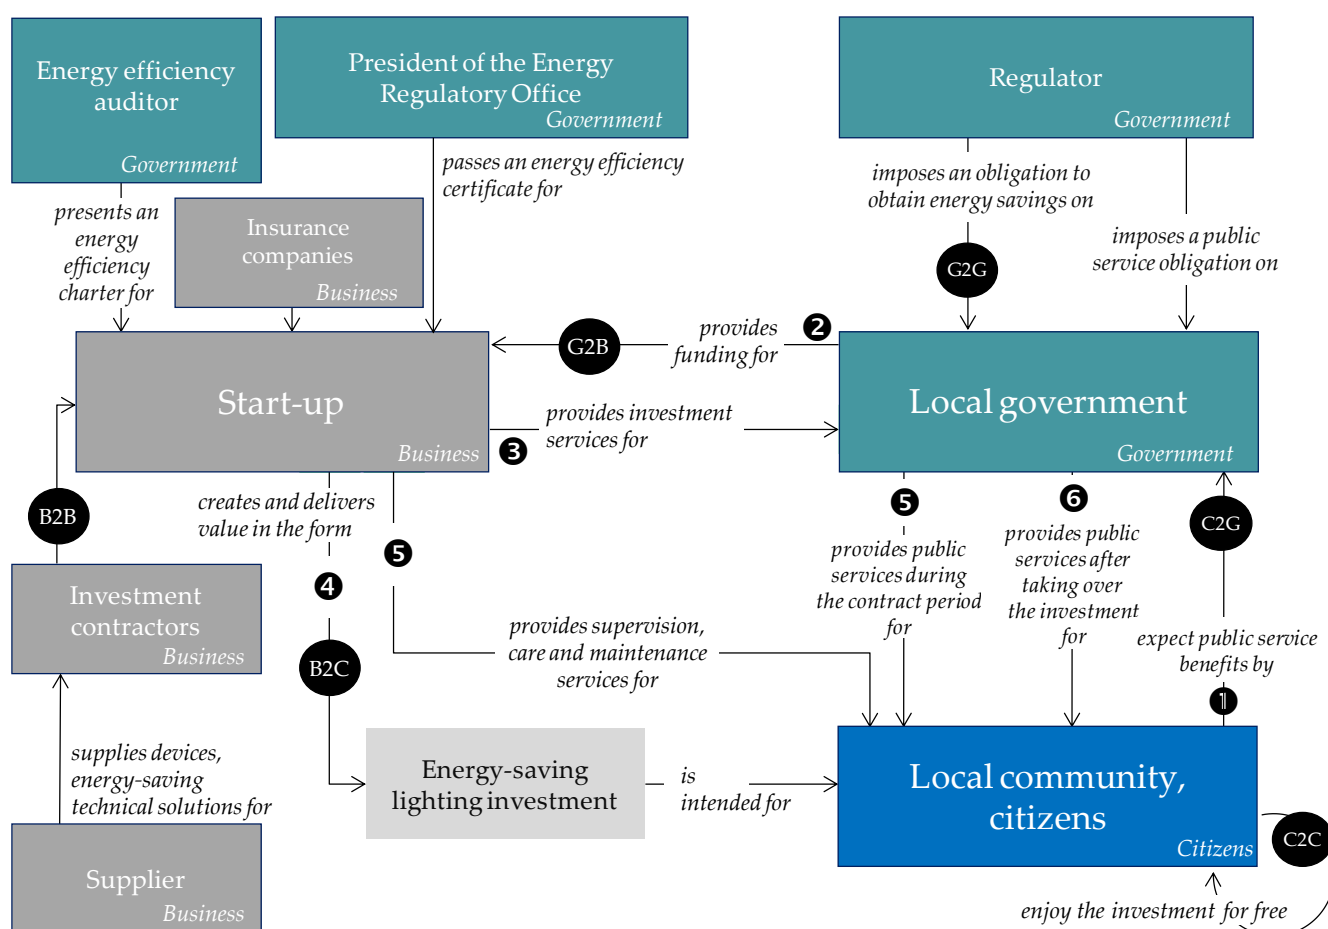 Energy efficiency
auditor
Government
President of the Energy
Regulatory Office
Government
Regulator
Government
presents an
energy
efficiency
charter for
Insurance
companies
Business
passes an energy efficiency
certificate for
imposes an obligation to
obtain energy savings on
G2G
imposes a public
service obligation on
Start-up
Business
G2B
provides
funding for
2
provides investment
services for
3
Local government
Government
B2B
creates and delivers
value in the form
4
5
B2C
5
provides public
services during
the contract period
for
6
provides public
services after
taking over
the investment
for
C2G
expect public service
benefits by
1
Investment
contractors
Business
provides supervision,
care and maintenance
services for
supplies devices,
energy-saving
technical solutions for
Supplier
Business
Energy-saving
lighting investment
is
intended for
Local community,
citizens
Citizens
C2C
enjoy the investment for free